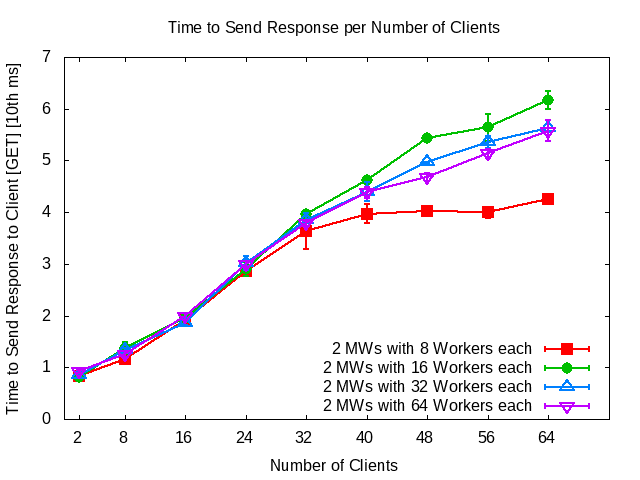 Time to Send Response per Number of Clients
Time to Send Response to Client [GET] [10th ms]
7
6
5
4
3
2
1
0
2 MWs with 8 Workers each
2 MWs with 16 Workers each
2 MWs with 32 Workers each
2 MWs with 64 Workers each
2 8 16 24 32 40 48 56 64
Number of Clients